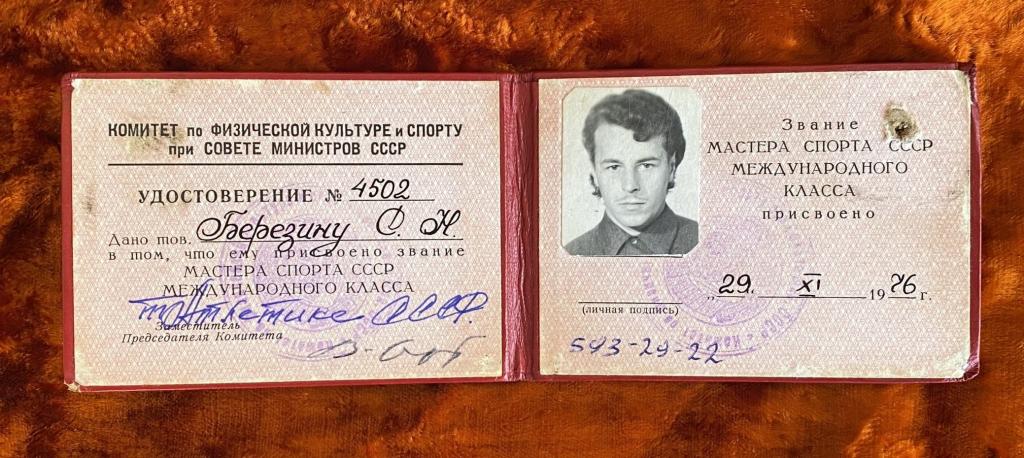 КОМИТЕТ по ФИЗИЧЕСКОЙ КУЛЬТУРЕ и СПОРТУ
при СОВЕТЕ МИНИСТРОВ СССР
УДОСТОВЕРЕНИЕ № 4502
Дано тов. Березину С. Н.
в том, что ему присвоено звание
МАСТЕРА СПОРТА СССР
МЕЖДУНАРОДНОГО КЛАССА
т. Атлетике СССР.
Заместитель
Председателя Комитета
Звание
МАСТЕРА СПОРТА СССР
МЕЖДУНАРОДНОГО
КЛАССА
присвоено
„29“ XI 1976 г.
(личная подпись)
593-29-22